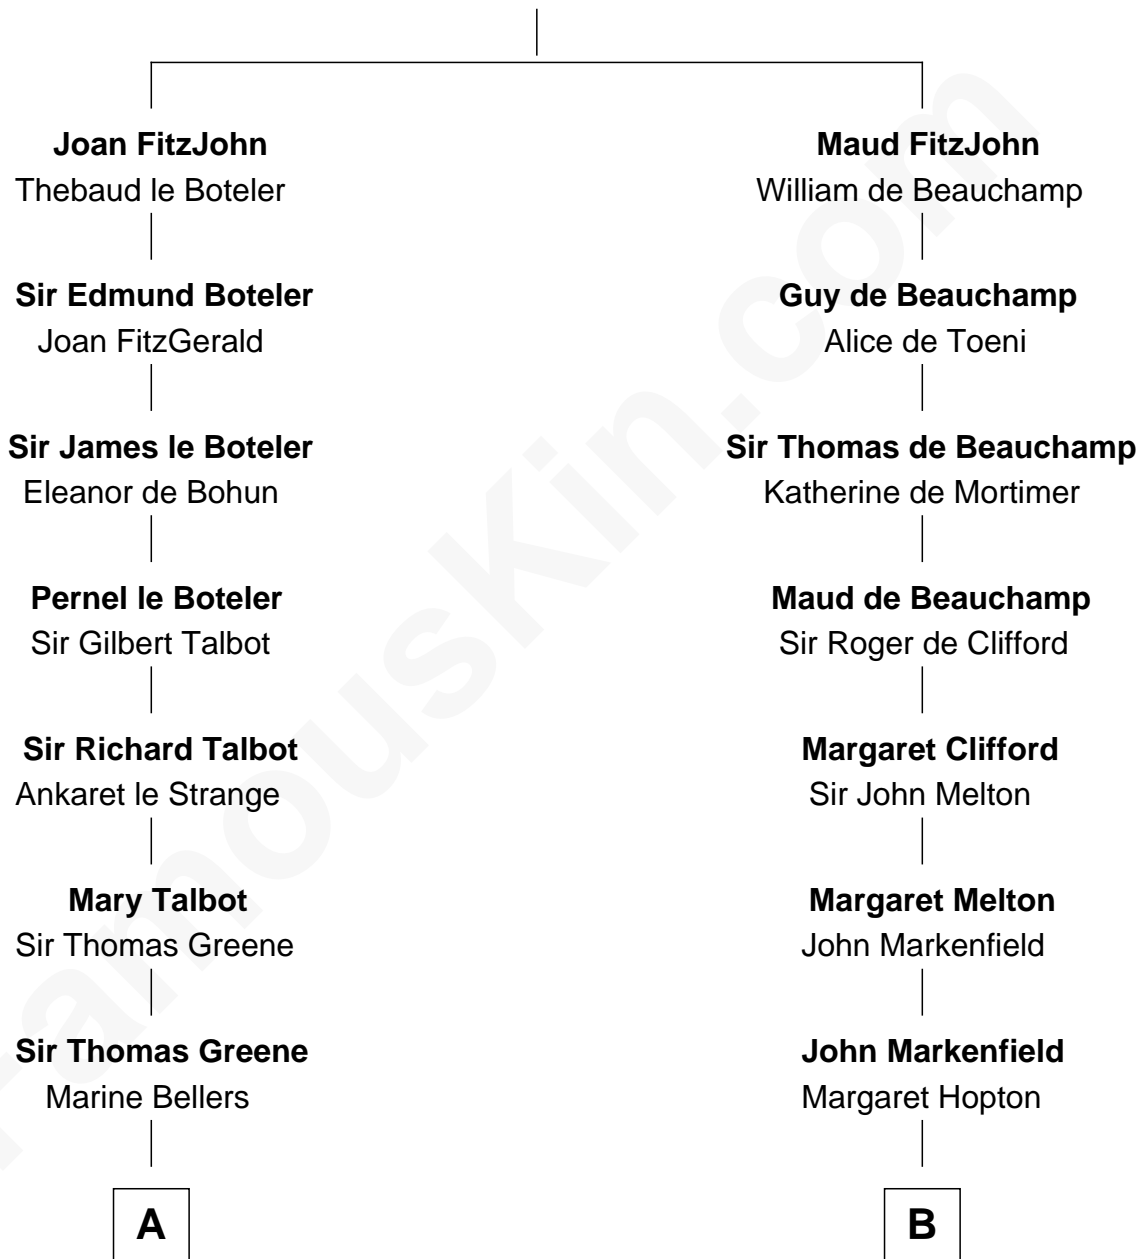 Joan FitzJohn
Thebaud le Boteler
Sir Edmund Boteler
Joan FitzGerald
Sir James le Boteler
Eleanor de Bohun
Pernel le Boteler
Sir Gilbert Talbot
Sir Richard Talbot
Ankaret le Strange
Mary Talbot
Sir Thomas Greene
Sir Thomas Greene
Marine Bellers
A
Maud FitzJohn
William de Beauchamp
Guy de Beauchamp
Alice de Toeni
Sir Thomas de Beauchamp
Katherine de Mortimer
Maud de Beauchamp
Sir Roger de Clifford
Margaret Clifford
Sir John Melton
Margaret Melton
John Markenfield
John Markenfield
Margaret Hopton
B
FamousKin.com